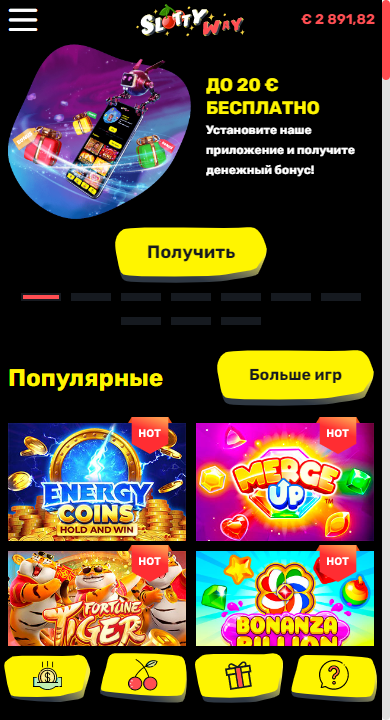 SLOTTY WAY
€ 2 891,82
ДО 20 €
БЕСПЛАТНО
Установите наше
приложение и получите
денежный бонус!
Получить
Популярные
Больше игр
HOT
HOT
ENERGY
COINS
HOLD AND WIN
MERGE
UP™
HOT
HOT
FORTUNE
TIGER
BONANZA
BILLION